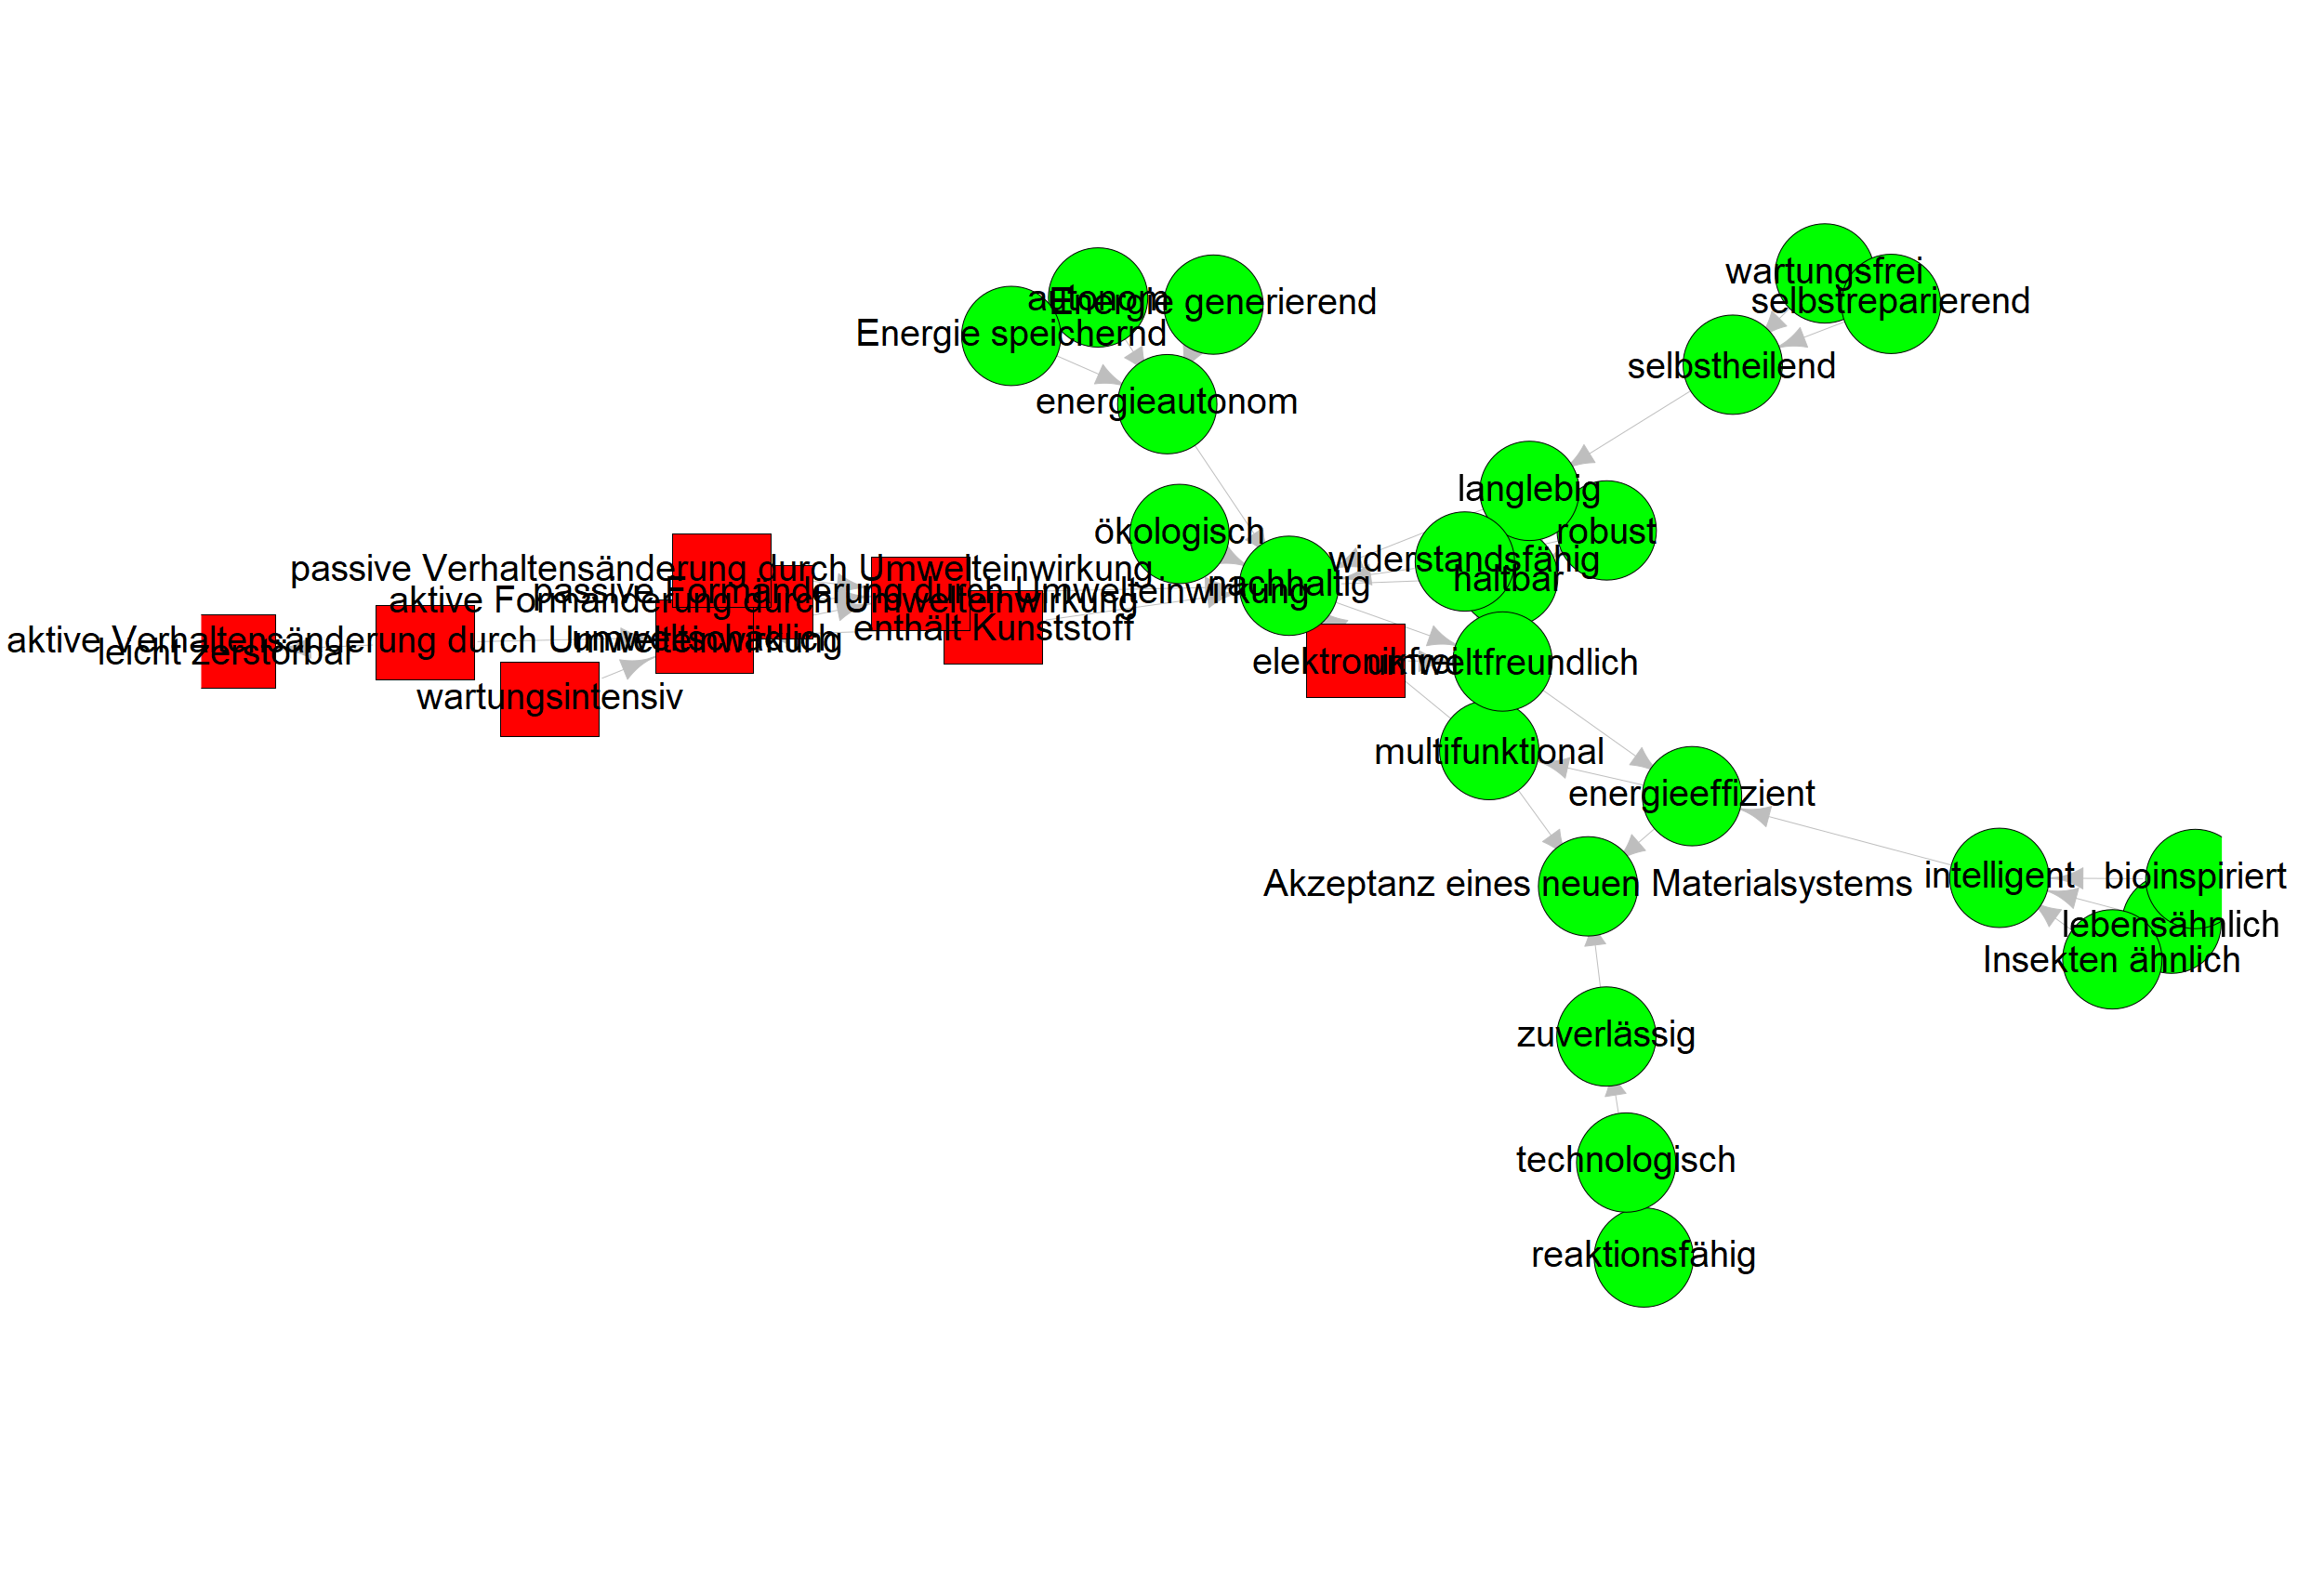 wartungsfrei
autonom
Energie generierend
selbstreparierend
Energie speichernd
selbstheilend
energieautonom
langlebig
ökologisch
robust
widerstandsfähig
passive Verhaltensänderung durch Umwelteinwirkung
haltbar
nachhaltig
passive Formänderung durch Umwelteinwirkung
aktive Formänderung durch Umwelteinwirkung
enthält Kunststoff
aktive Verhaltensänderung durch Umwelteinwirkung
umweltschädlich
leicht zerstörbar
elektronikfrei
umweltfreundlich
wartungsintensiv
multifunktional
energieeffizient
intelligent
bioinspiriert
Akzeptanz eines neuen Materialsystems
lebensähnlich
Insekten ähnlich
zuverlässig
technologisch
reaktionsfähig